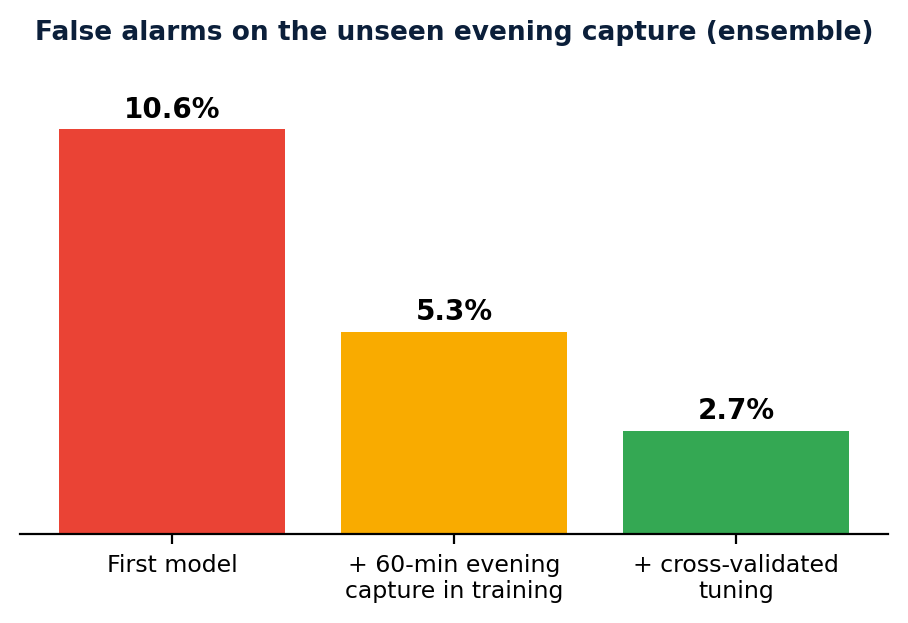 False alarms on the unseen evening capture (ensemble)
10.6%
5.3%
2.7%
First model
+ 60-min evening
capture in training
+ cross-validated
tuning